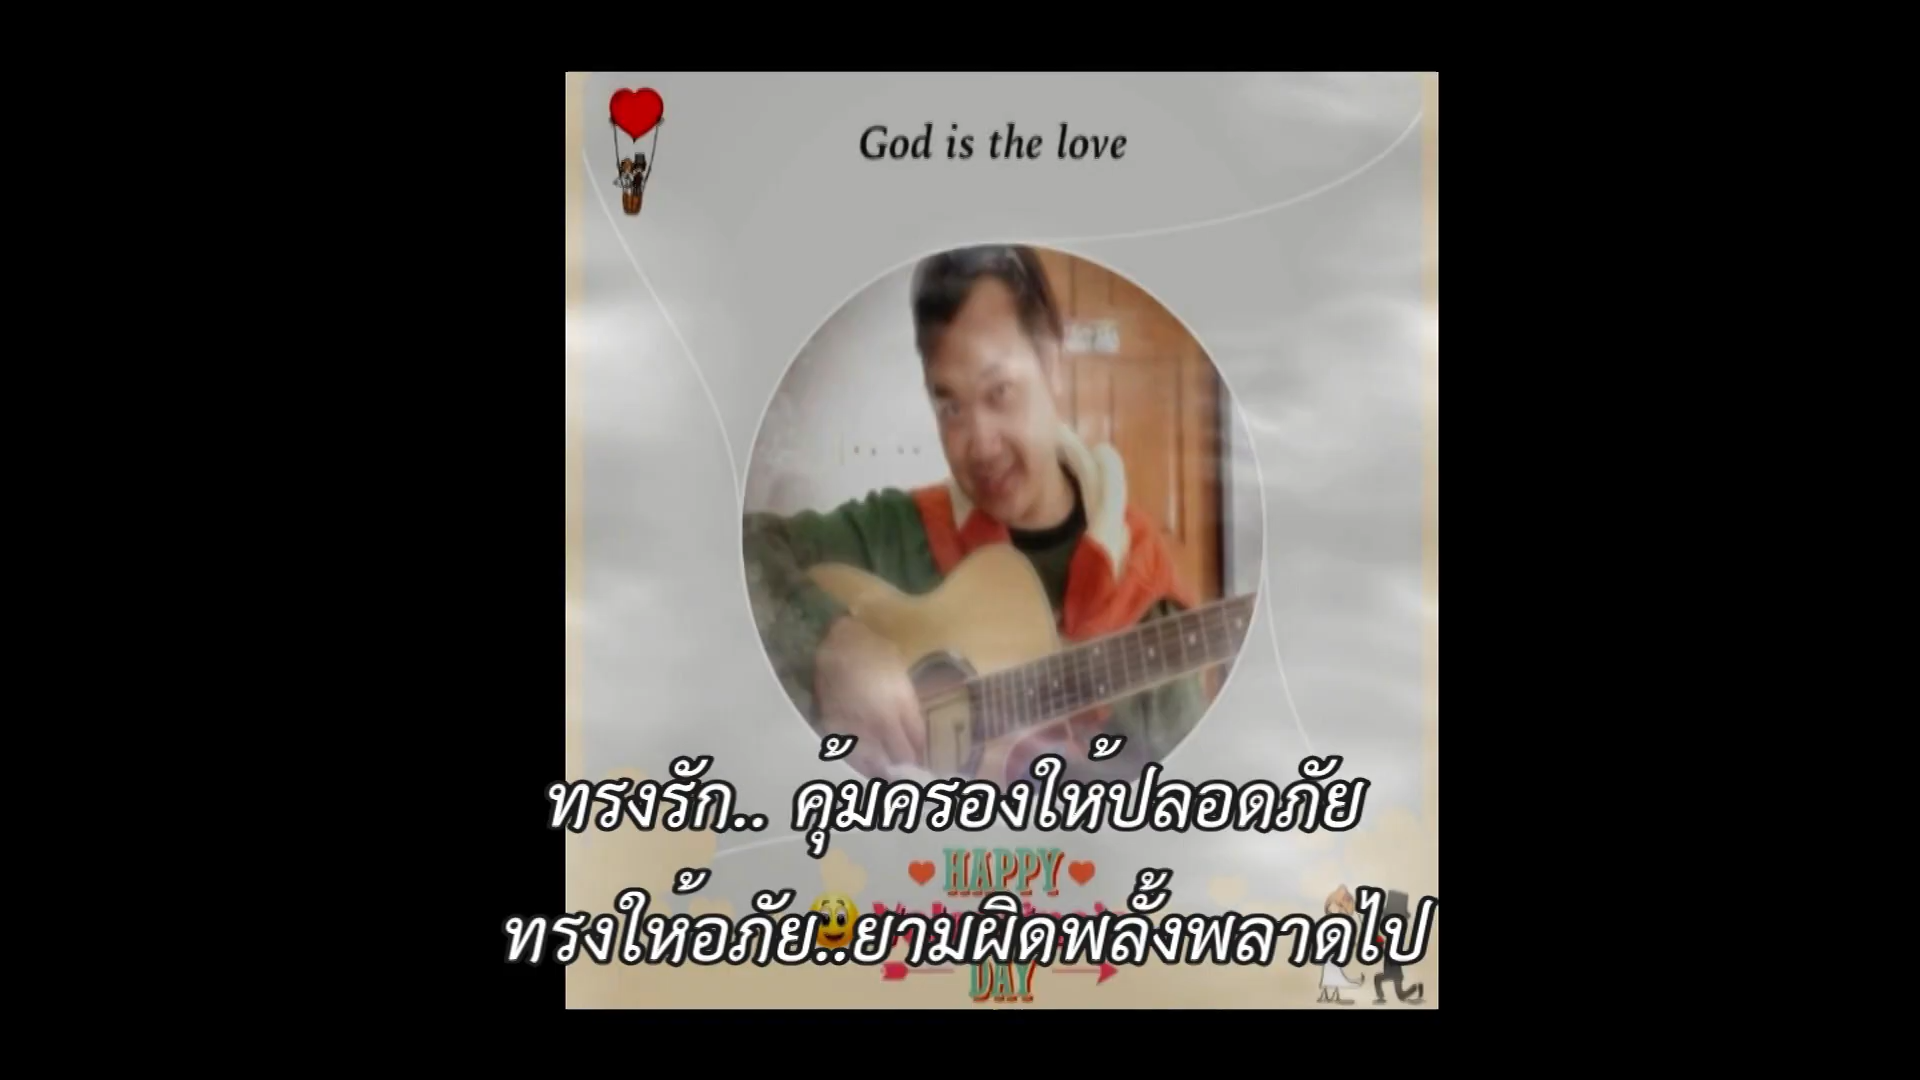 God is the love
ทรงรัก.. คุ้มครองให้ปลอดภัย
HAPPY
ทรงให้อภัย..ยามผิดพลั้งพลาดไป
DAY